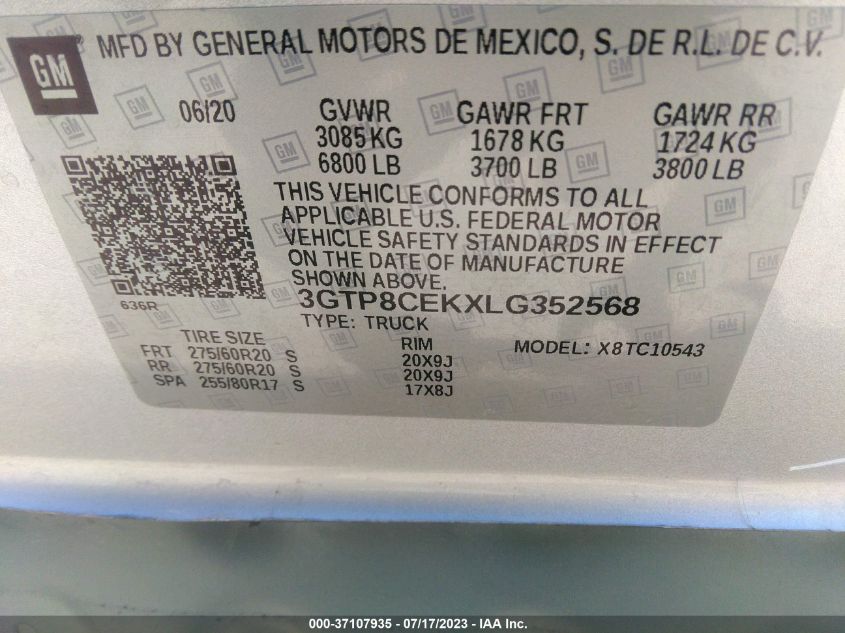 GM
MFD BY GENERAL MOTORS DE MEXICO, S. DE R.L. DE C.V.
06/20 GVWR GAWR FRT GAWR RR
3085 KG 1678 KG 1724 KG
6800 LB 3700 LB 3800 LB
THIS VEHICLE CONFORMS TO ALL
APPLICABLE U.S. FEDERAL MOTOR
VEHICLE SAFETY STANDARDS IN EFFECT
ON THE DATE OF MANUFACTURE
SHOWN ABOVE.
636R 3GTP8CEKXLG352568
TYPE: TRUCK
TIRE SIZE RIM MODEL: X8TC10543
FRT 275/60R20 S 20X9J
RR 275/60R20 S 20X9J
SPA 255/80R17 S 17X8J
000-37107935 - 07/17/2023 - IAA Inc.